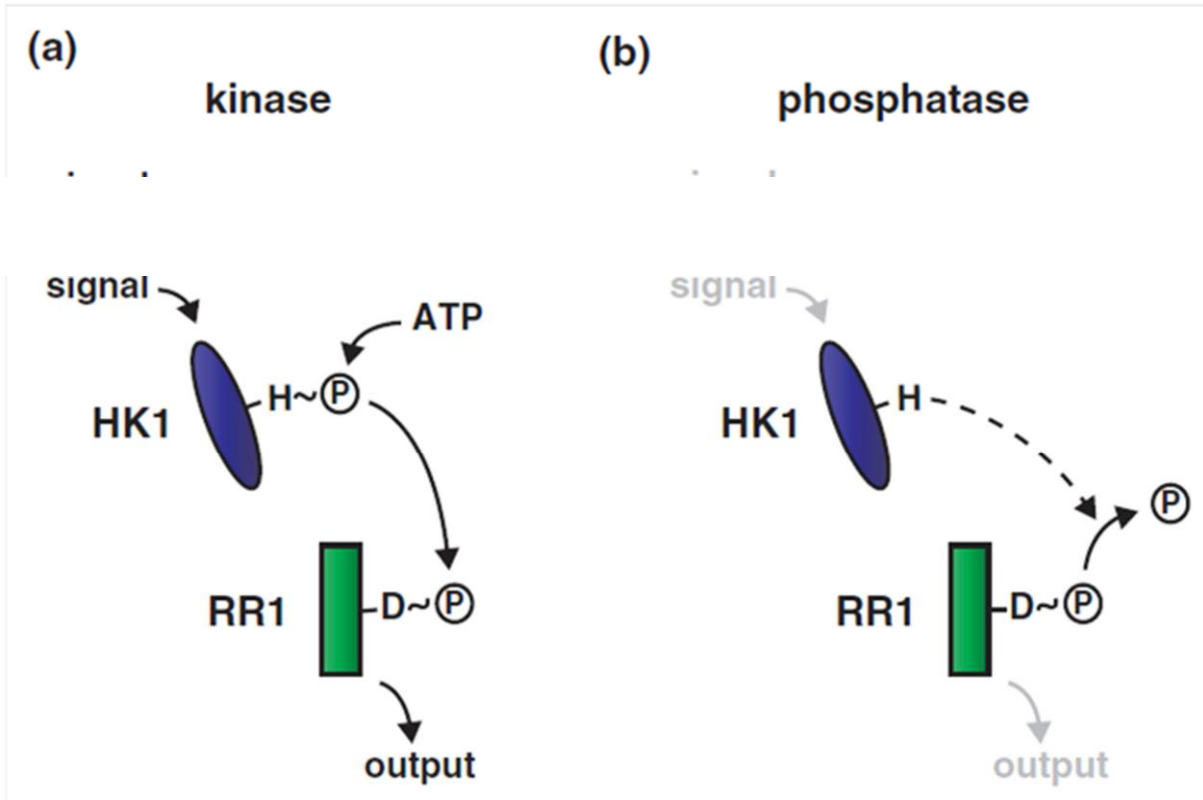 (a)
kinase
(b)
phosphatase
signal
ATP
H~P
HK1
RR1
D~P
output
signal
H
HK1
P
RR1
D~P
output